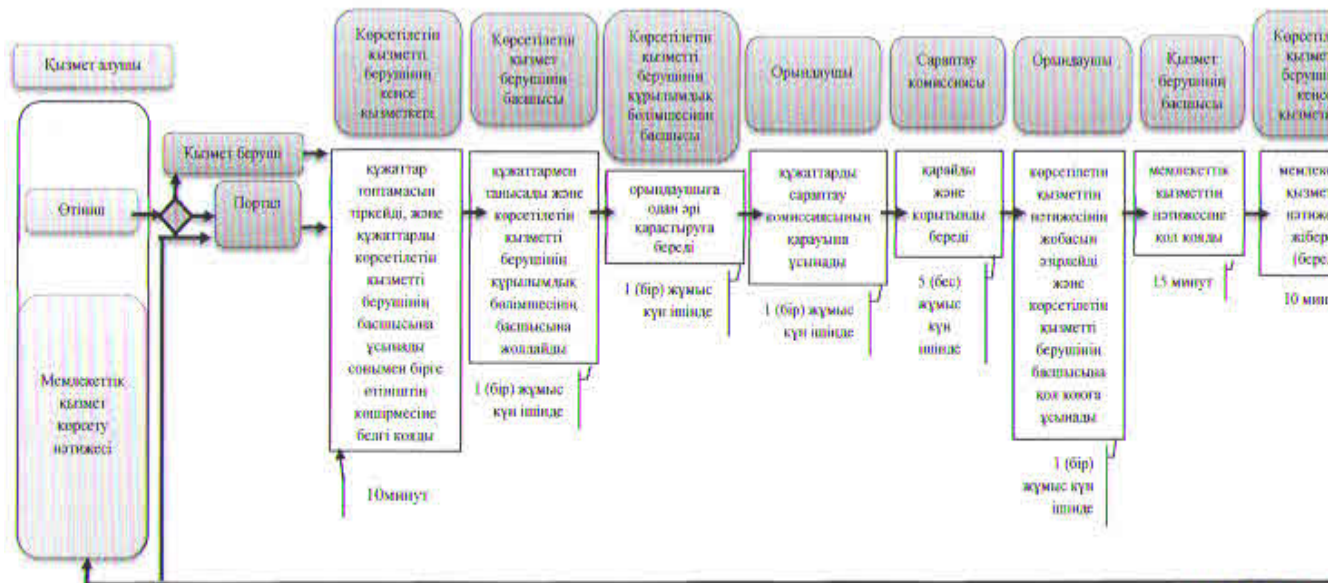 Қызмет алушы
Өтініш
Мемлекеттік
қызмет
көрсету
нәтижесі
Қызмет беруші
Портал
Көрсетілетін
қызметті
берушінің
кеңсе
қызметкері
құжаттар
топтамасын
тіркейді, және
құжаттарды
көрсетілетін
қызметті
берушінің
басшысына
ұсынады
сонымен бірге
өтініштің
көшірмесіне
белгі қояды
10минут
Көрсетілетін
қызмет
берушінің
басшысы
құжаттармен
танысады және
көрсетілетін
қызметті
берушінің
құрылымдық
бөлімшесінің
басшысына
жолдайды
1 (бір) жұмыс
күн ішінде
Көрсетілетін
қызметті
берушінің
құрылымдық
бөлімшесінің
басшысы
орындаушыға
одан әрі
қарастыруға
береді
1 (бір) жұмыс
күн ішінде
Орындаушы
құжаттарды
сараптау
комиссиясының
қарауына
ұсынады
1 (бір) жұмыс
күн ішінде
Сараптау
комиссиясы
қарайды
және
қорытынды
береді
5 (бес)
жұмыс
күн
ішінде
Орындаушы
көрсетілетін
қызметтің
нәтижесінің
жобасын
әзірлейді
және
көрсетілетін
қызметті
берушінің
басшысына
қол қоюға
ұсынады
1 (бір)
жұмыс күн
ішінде
Қызмет
берушінің
басшысы
мемлекеттік
қызметтің
нәтижесіне
қол қояды
15 минут
кеңсе
10 мин